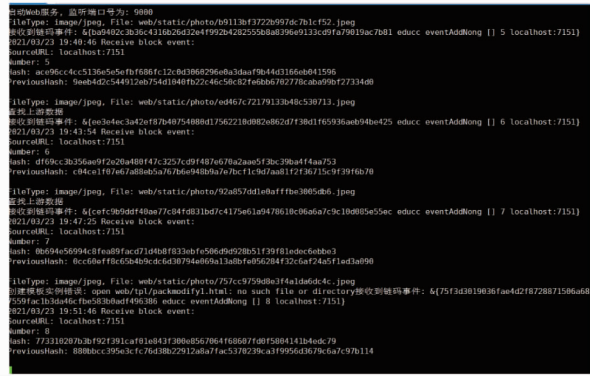 启动Web服务, 监听端口号为: 9000
FileType: image/jpeg, File: web/static/photo/b9113bf3722b997dc7b1cf52.jpeg
接收到链码事件: &{ba9402c3b36c4316b26d32e4f992b4282555b8a8396e9133cd9fa79019ac7b81 educc eventAddNong [] 5 localhost:7151}
2021/03/23 19:40:46 Receive block event:
SourceURL: localhost:7151
Number: 5
Hash: ace96cc4cc5136e5e5efbf686fc12c0d3060296e0a3daaf9b44d3166eb041596
PreviousHash: 9eeb4d2c544912eb754d1040fb22c46c50c82fe6bb6702778caba99bf27334d0
FileType: image/jpeg, File: web/static/photo/ed467c72179133b48c530713.jpeg
查找上游数据
接收到链码事件: &{ee3e4ec3a42ef87b40754080d17562210d082e862d7f30d1f65936aeb94be425 educc eventAddNong [] 6 localhost:7151}
2021/03/23 19:43:54 Receive block event:
SourceURL: localhost:7151
Number: 6
Hash: df69cc3b356ae9f2e20a480f47c3257cd9f487e670a2aae5f3bc39ba4f4aa753
PreviousHash: c04ce1f07e67a88eb5a767b6e948b9a7e7bcf1c9d7aa81f2f36715c9f39f6b70
FileType: image/jpeg, File: web/static/photo/92a857dd1e0afffbe3005db6.jpeg
查找上游数据
接收到链码事件: &{cefc9b9ddf40ae77c84fd831bd7c4175e61a9478610c06a6a7c9c10d085e55ec educc eventAddNong [] 7 localhost:7151}
2021/03/23 19:47:25 Receive block event:
SourceURL: localhost:7151
Number: 7
Hash: 0b694e56994c8fea89facd71d4b8f833ebfe506d9d928b51f39f81edec6ebbe3
PreviousHash: 0cc60eff8c65b4b9cdc6d30794e069a13a8bfe056284f32c6af24a5f1ed3a090
FileType: image/jpeg, File: web/static/photo/757cc9759d8e3f4a1da6dc4c.jpeg
创建模板实例错误: open web/tpl/packmodify1.html: no such file or directory接收到链码事件: &{75f3d3019036fae4d2f8728871506a68
7559fac1b3da46cfbe583b0adf496386 educc eventAddNong [] 8 localhost:7151}
2021/03/23 19:51:46 Receive block event:
SourceURL: localhost:7151
Number: 8
Hash: 773310207b3bf92f391caf01e843f300e8567064f68607fd0f5804141b4edc79
PreviousHash: 880bbcc395e3cfc76d38b22912a8a7fac5370239ca3f9956d3679c6a7c97b114